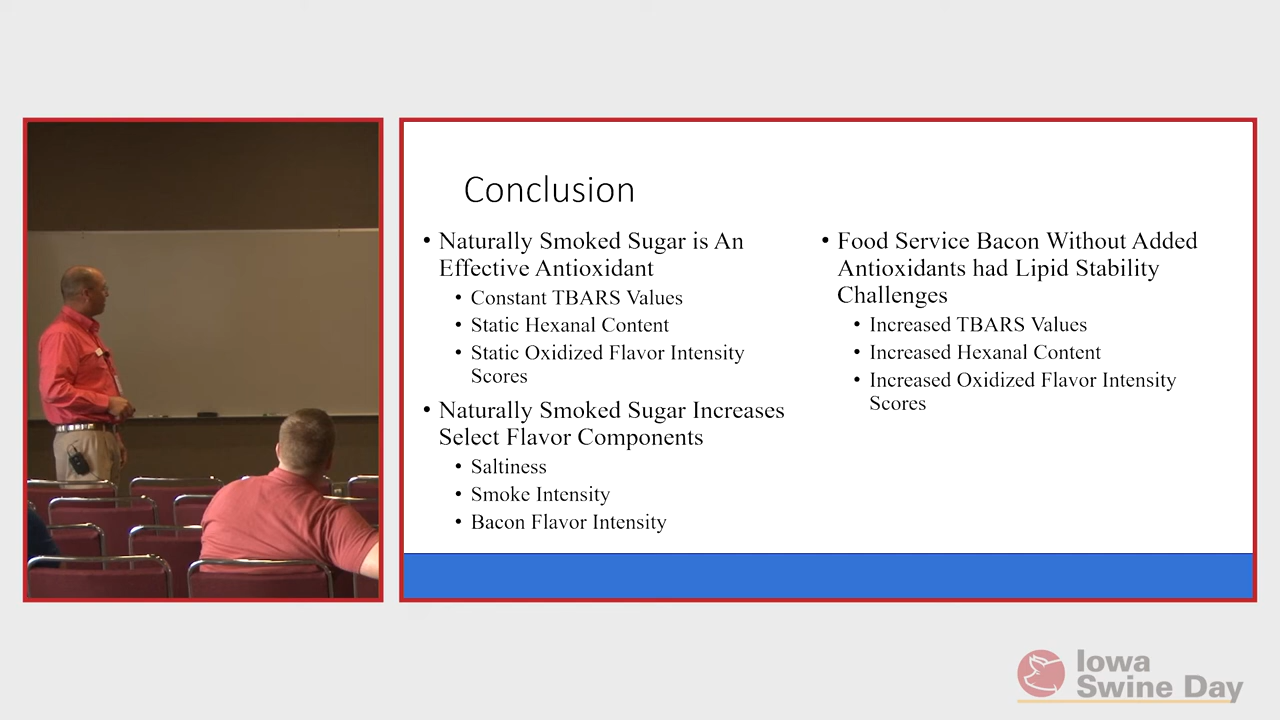 Conclusion
• Naturally Smoked Sugar is An
Effective Antioxidant
• Constant TBARS Values
• Static Hexanal Content
• Static Oxidized Flavor Intensity
Scores
• Naturally Smoked Sugar Increases
Select Flavor Components
• Saltiness
• Smoke Intensity
• Bacon Flavor Intensity
• Food Service Bacon Without Added
Antioxidants had Lipid Stability
Challenges
• Increased TBARS Values
• Increased Hexanal Content
• Increased Oxidized Flavor Intensity
Scores
Iowa
Swine Day